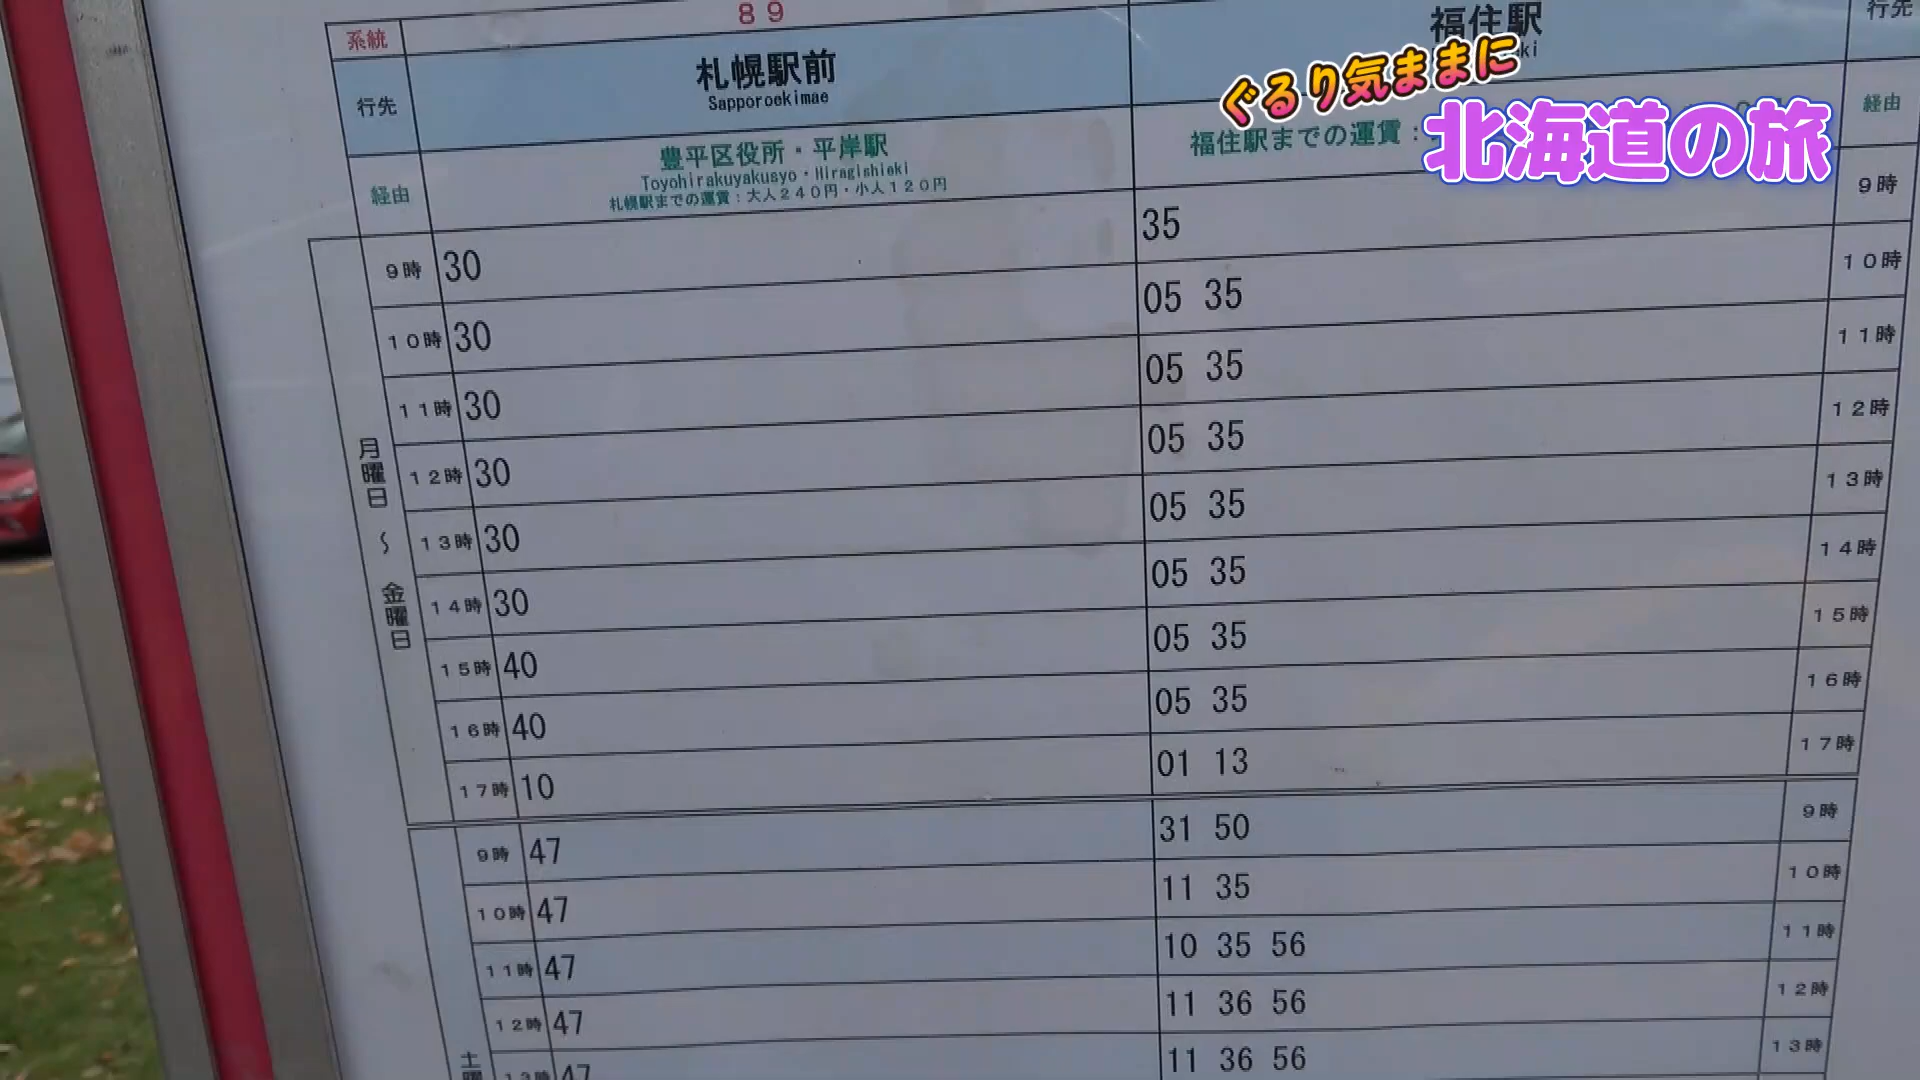 系統 89
行先 札幌駅前 福住駅 行先
Sapporoekimae
ぐるり気ままに
北海道の旅
経由 豊平区役所・平岸駅 福住駅までの運賃: 経由
Toyohirakuyakusyo・Hiragishieki
札幌駅までの運賃:大人240円・小人120円
月曜日～金曜日
9時 30 35 9時
10時 30 05 35 10時
11時 30 05 35 11時
12時 30 05 35 12時
13時 30 05 35 13時
14時 30 05 35 14時
15時 40 05 35 15時
16時 40 05 35 16時
17時 10 01 13 17時
土曜
9時 47 31 50 9時
10時 47 11 35 10時
11時 47 10 35 56 11時
12時 47 11 36 56 12時
13時 47 11 36 56 13時